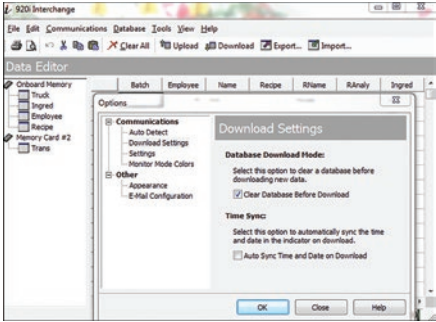 920i Interchange
File Edit Communications Database Tools View Help
Clear All Upload Download Export... Import...
Data Editor
Onboard Memory
Truck
Ingred
Employee
Recipe
Memory Card #2
Trans
Batch Employee Name Recipe RName RAnaly Ingred
Options
Communications
Auto Detect
Download Settings
Settings
Monitor Mode Colors
Other
Appearance
E-Mail Configuration
Download Settings
Database Download Mode:
Select this option to clear a database before
downloading new data.
Clear Database Before Download
Time Sync:
Select this option to automatically sync the time
and date in the indicator on download.
Auto Sync Time and Date on Download
OK Close Help